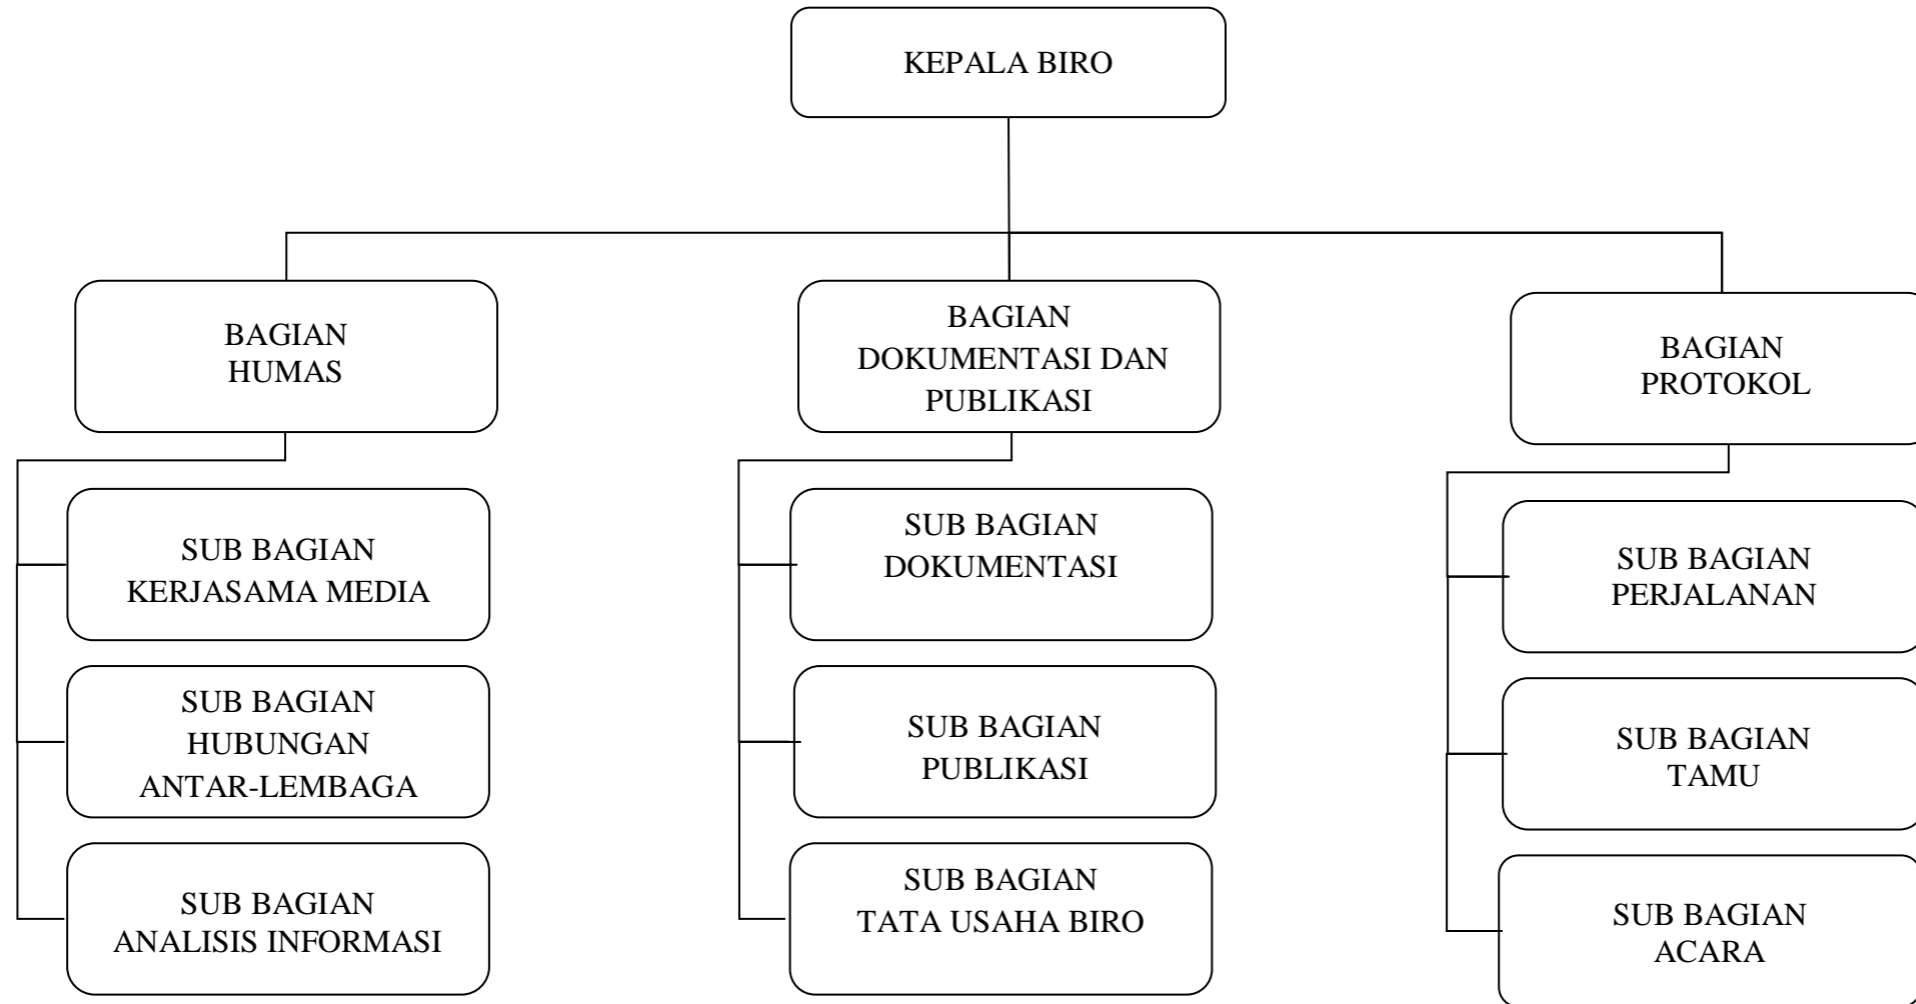 KEPALA BIRO
BAGIAN
HUMAS
BAGIAN
DOKUMENTASI DAN
PUBLIKASI
BAGIAN
PROTOKOL
SUB BAGIAN
KERJASAMA MEDIA
SUB BAGIAN
HUBUNGAN
ANTAR-LEMBAGA
SUB BAGIAN
ANALISIS INFORMASI
SUB BAGIAN
DOKUMENTASI
SUB BAGIAN
PUBLIKASI
SUB BAGIAN
TATA USAHA BIRO
SUB BAGIAN
PERJALANAN
SUB BAGIAN
TAMU
SUB BAGIAN
ACARA